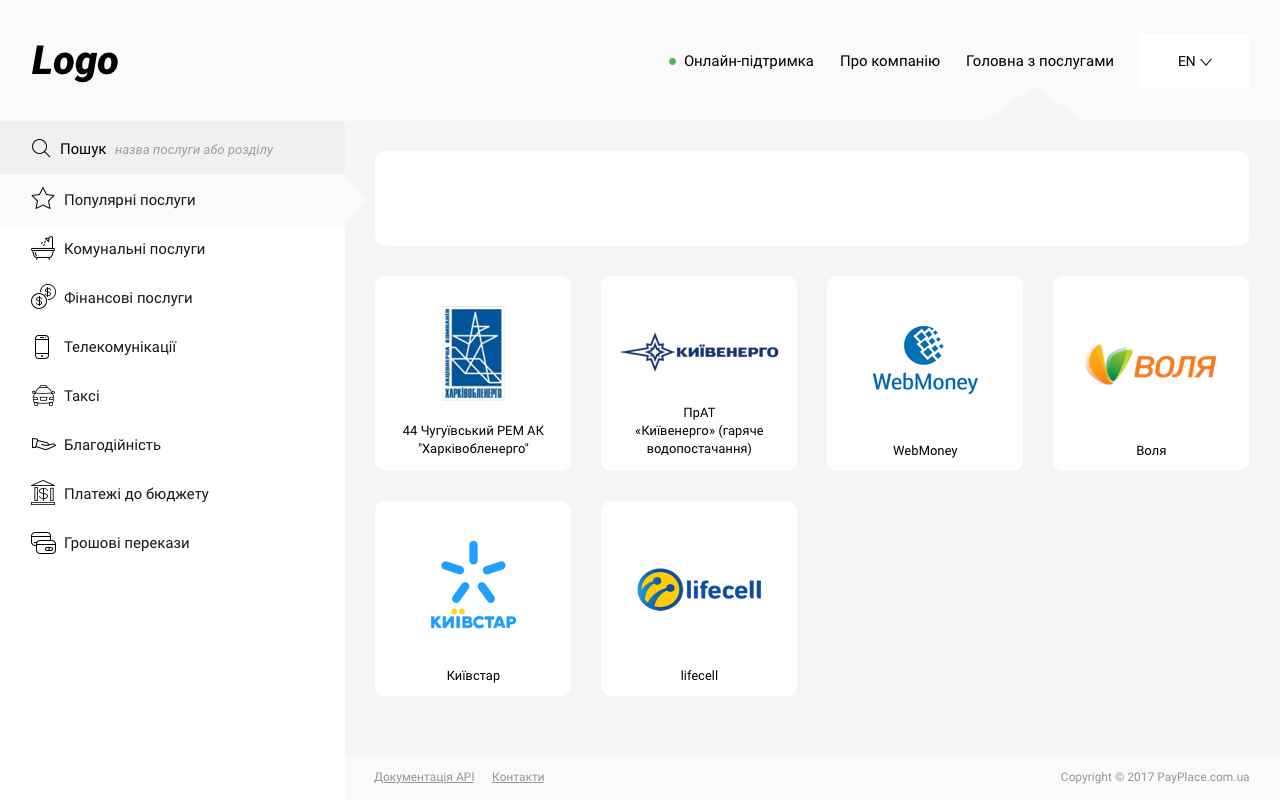 Logo
Онлайн-підтримка
Про компанію
Головна з послугами
EN
Пошук назва послуги або розділу
Популярні послуги
Комунальні послуги
Фінансові послуги
Телекомунікації
Таксі
Благодійність
Платежі до бюджету
Грошові перекази
АКЦІОНЕРНА КОМПАНІЯ
ХАРКІВОБЛЕНЕРГО
44 Чугуївський РЕМ АК
"Харківобленерго"
КИЇВЕНЕРГО
ПрАТ
«Київенерго» (гаряче
водопостачання)
WebMoney
WebMoney
ВОЛЯ
Воля
КИЇВСТАР
Київстар
lifecell
lifecell
Документація API
Контакти
Copyright © 2017 PayPlace.com.ua